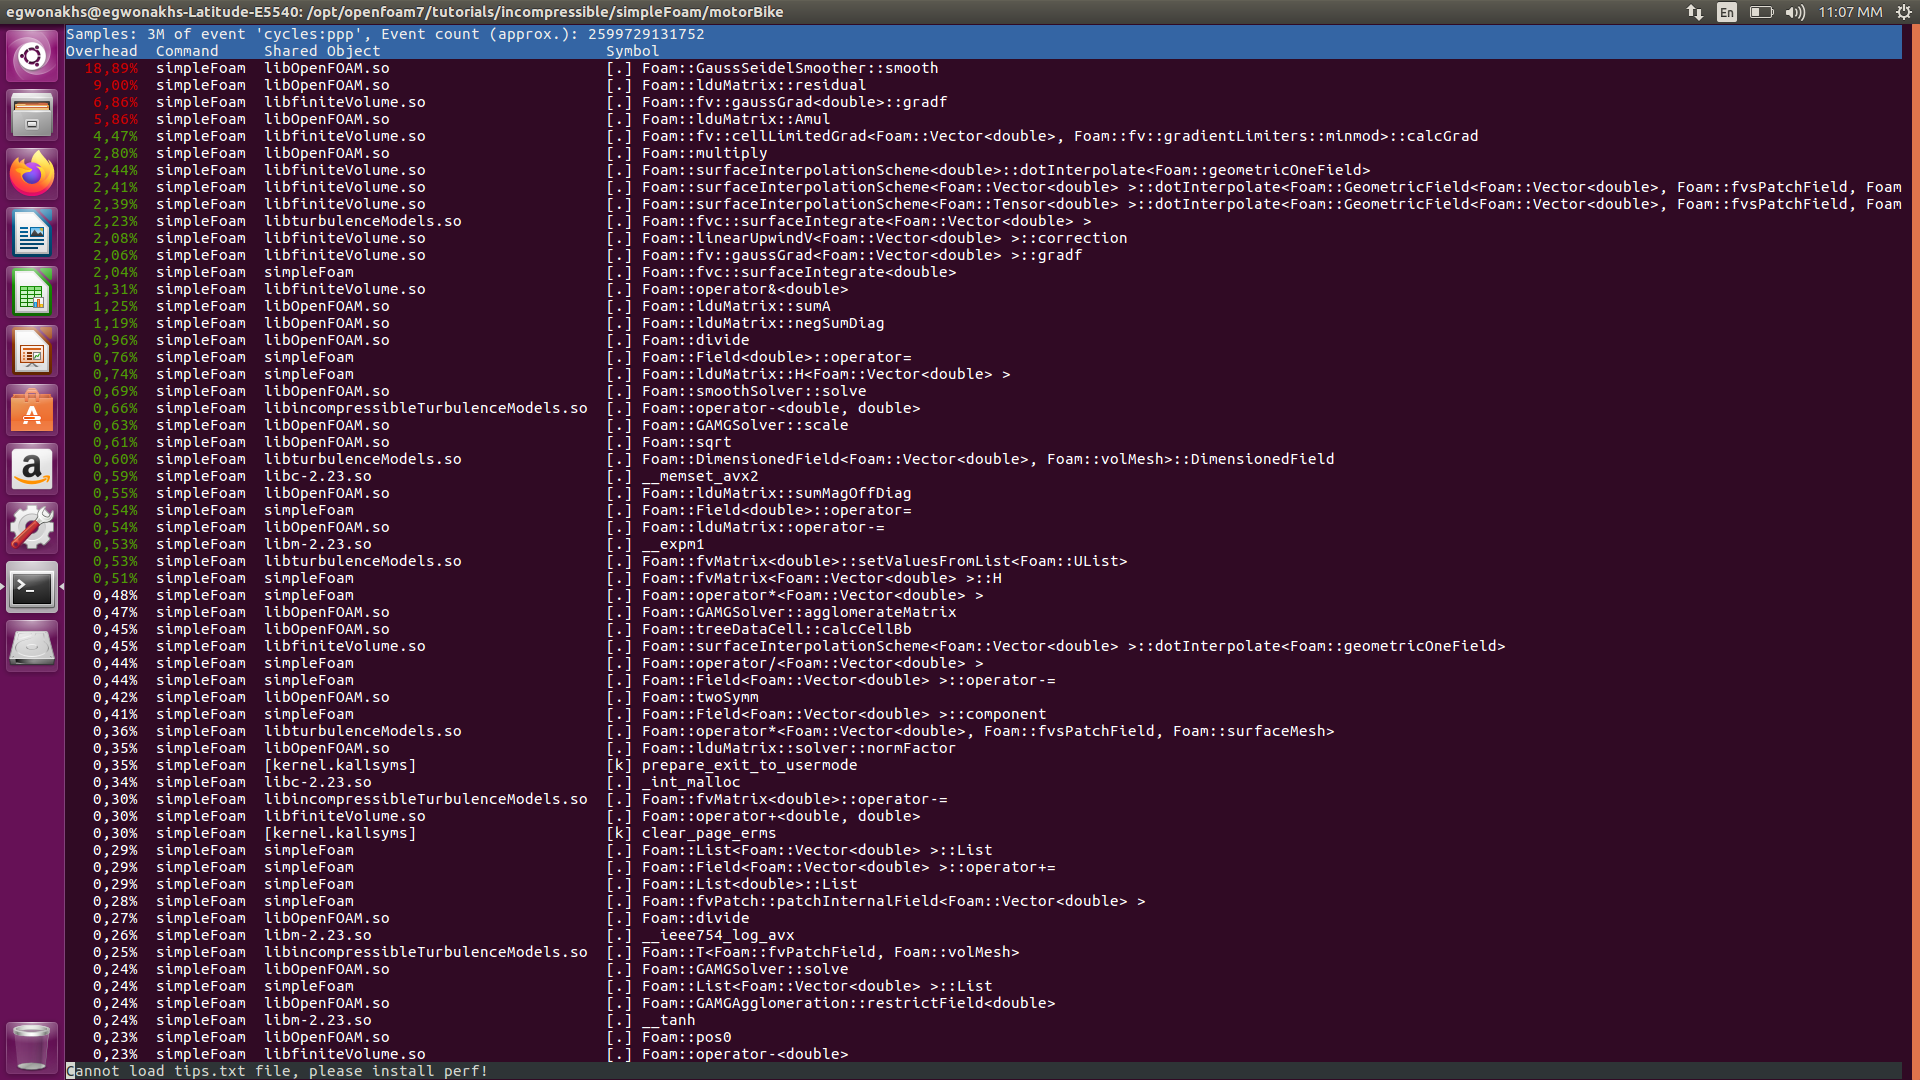 egwonakhs@egwonakhs-Latitude-E5540: /opt/openfoam7/tutorials/incompressible/simpleFoam/motorBike En 11:07 ΜΜ
Samples: 3M of event 'cycles:ppp', Event count (approx.): 2599729131752
Overhead Command Shared Object Symbol
18,89% simpleFoam libOpenFOAM.so [.] Foam::GaussSeidelSmoother::smooth
9,00% simpleFoam libOpenFOAM.so [.] Foam::lduMatrix::residual
6,86% simpleFoam libfiniteVolume.so [.] Foam::fv::gaussGrad<double>::gradf
5,86% simpleFoam libOpenFOAM.so [.] Foam::lduMatrix::Amul
4,47% simpleFoam libfiniteVolume.so [.] Foam::fv::cellLimitedGrad<Foam::Vector<double>, Foam::fv::gradientLimiters::minmod>::calcGrad
2,80% simpleFoam libOpenFOAM.so [.] Foam::multiply
2,44% simpleFoam libfiniteVolume.so [.] Foam::surfaceInterpolationScheme<double>::dotInterpolate<Foam::geometricOneField>
2,41% simpleFoam libfiniteVolume.so [.] Foam::surfaceInterpolationScheme<Foam::Vector<double> >::dotInterpolate<Foam::GeometricField<Foam::Vector<double>, Foam::fvsPatchField, Foam
2,39% simpleFoam libfiniteVolume.so [.] Foam::surfaceInterpolationScheme<Foam::Tensor<double> >::dotInterpolate<Foam::GeometricField<Foam::Vector<double>, Foam::fvsPatchField, Foam
2,23% simpleFoam libturbulenceModels.so [.] Foam::fvc::surfaceIntegrate<Foam::Vector<double> >
2,08% simpleFoam libfiniteVolume.so [.] Foam::linearUpwindV<Foam::Vector<double> >::correction
2,06% simpleFoam libfiniteVolume.so [.] Foam::fv::gaussGrad<Foam::Vector<double> >::gradf
2,04% simpleFoam simpleFoam [.] Foam::fvc::surfaceIntegrate<double>
1,31% simpleFoam libfiniteVolume.so [.] Foam::operator&<double>
1,25% simpleFoam libOpenFOAM.so [.] Foam::lduMatrix::sumA
1,19% simpleFoam libOpenFOAM.so [.] Foam::lduMatrix::negSumDiag
0,96% simpleFoam libOpenFOAM.so [.] Foam::divide
0,76% simpleFoam simpleFoam [.] Foam::Field<double>::operator=
0,74% simpleFoam simpleFoam [.] Foam::lduMatrix::H<Foam::Vector<double> >
0,69% simpleFoam libOpenFOAM.so [.] Foam::smoothSolver::solve
0,66% simpleFoam libincompressibleTurbulenceModels.so [.] Foam::operator-<double, double>
0,63% simpleFoam libOpenFOAM.so [.] Foam::GAMGSolver::scale
0,61% simpleFoam libOpenFOAM.so [.] Foam::sqrt
0,60% simpleFoam libturbulenceModels.so [.] Foam::DimensionedField<Foam::Vector<double>, Foam::volMesh>::DimensionedField
0,59% simpleFoam libc-2.23.so [.] __memset_avx2
0,55% simpleFoam libOpenFOAM.so [.] Foam::lduMatrix::sumMagOffDiag
0,54% simpleFoam simpleFoam [.] Foam::Field<double>::operator=
0,54% simpleFoam libOpenFOAM.so [.] Foam::lduMatrix::operator-=
0,53% simpleFoam libm-2.23.so [.] __expm1
0,53% simpleFoam libturbulenceModels.so [.] Foam::fvMatrix<double>::setValuesFromList<Foam::UList>
0,51% simpleFoam simpleFoam [.] Foam::fvMatrix<Foam::Vector<double> >::H
0,48% simpleFoam simpleFoam [.] Foam::operator*<Foam::Vector<double> >
0,47% simpleFoam libOpenFOAM.so [.] Foam::GAMGSolver::agglomerateMatrix
0,45% simpleFoam libOpenFOAM.so [.] Foam::treeDataCell::calcCellBb
0,45% simpleFoam libfiniteVolume.so [.] Foam::surfaceInterpolationScheme<Foam::Vector<double> >::dotInterpolate<Foam::geometricOneField>
0,44% simpleFoam simpleFoam [.] Foam::operator/<Foam::Vector<double> >
0,44% simpleFoam simpleFoam [.] Foam::Field<Foam::Vector<double> >::operator-=
0,42% simpleFoam libOpenFOAM.so [.] Foam::twoSymm
0,41% simpleFoam simpleFoam [.] Foam::Field<Foam::Vector<double> >::component
0,36% simpleFoam libturbulenceModels.so [.] Foam::operator*<Foam::Vector<double>, Foam::fvsPatchField, Foam::surfaceMesh>
0,35% simpleFoam libOpenFOAM.so [.] Foam::lduMatrix::solver::normFactor
0,35% simpleFoam [kernel.kallsyms] [k] prepare_exit_to_usermode
0,34% simpleFoam libc-2.23.so [.] _int_malloc
0,30% simpleFoam libincompressibleTurbulenceModels.so [.] Foam::fvMatrix<double>::operator-=
0,30% simpleFoam libfiniteVolume.so [.] Foam::operator+<double, double>
0,30% simpleFoam [kernel.kallsyms] [k] clear_page_erms
0,29% simpleFoam simpleFoam [.] Foam::List<Foam::Vector<double> >::List
0,29% simpleFoam simpleFoam [.] Foam::Field<Foam::Vector<double> >::operator+=
0,29% simpleFoam simpleFoam [.] Foam::List<double>::List
0,28% simpleFoam simpleFoam [.] Foam::fvPatch::patchInternalField<Foam::Vector<double> >
0,27% simpleFoam libOpenFOAM.so [.] Foam::divide
0,26% simpleFoam libm-2.23.so [.] __ieee754_log_avx
0,25% simpleFoam libincompressibleTurbulenceModels.so [.] Foam::T<Foam::fvPatchField, Foam::volMesh>
0,24% simpleFoam libOpenFOAM.so [.] Foam::GAMGSolver::solve
0,24% simpleFoam simpleFoam [.] Foam::List<Foam::Vector<double> >::List
0,24% simpleFoam libOpenFOAM.so [.] Foam::GAMGAgglomeration::restrictField<double>
0,24% simpleFoam libm-2.23.so [.] __tanh
0,23% simpleFoam libOpenFOAM.so [.] Foam::pos0
0,23% simpleFoam libfiniteVolume.so [.] Foam::operator-<double>
Cannot load tips.txt file, please install perf!